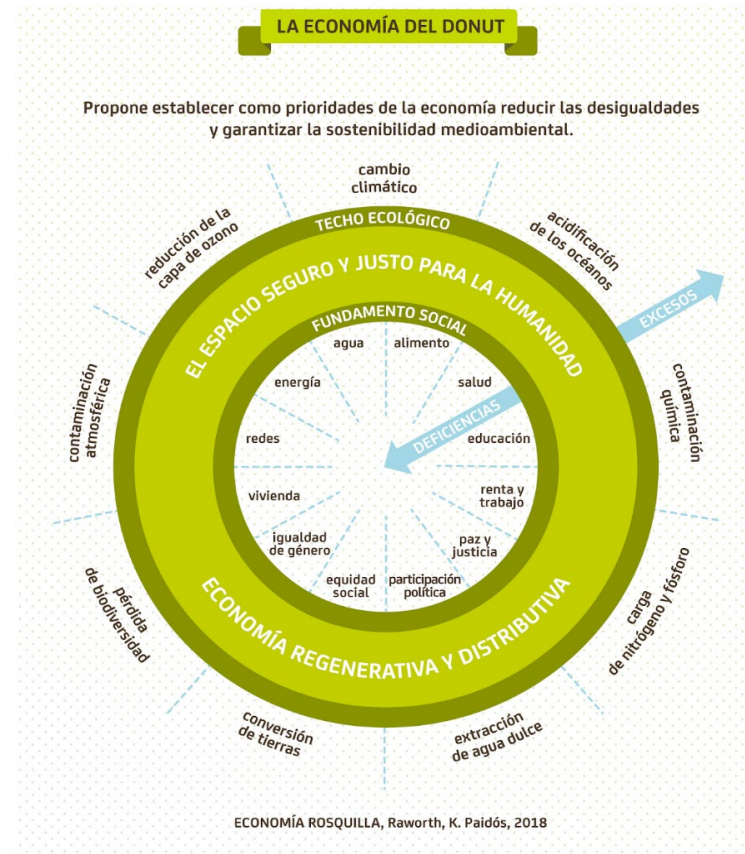 LA ECONOMÍA DEL DONUT
Propone establecer como prioridades de la economía reducir las desigualdades
y garantizar la sostenibilidad medioambiental.
cambio
climático
acidificación
de los océanos
contaminación
química
carga
de nitrógeno y fósforo
extracción
de agua dulce
conversión
de tierras
pérdida
de biodiversidad
contaminación
atmosférica
reducción de la
capa de ozono
EXCESOS
TECHO ECOLÓGICO
EL ESPACIO SEGURO Y JUSTO PARA LA HUMANIDAD
FUNDAMENTO SOCIAL
agua
alimento
salud
DEFICIENCIAS
educación
renta y
trabajo
paz y
justicia
participación
política
equidad
social
igualdad
de género
vivienda
redes
energía
ECONOMÍA REGENERATIVA Y DISTRIBUTIVA
ECONOMÍA ROSQUILLA, Raworth, K. Paidós, 2018